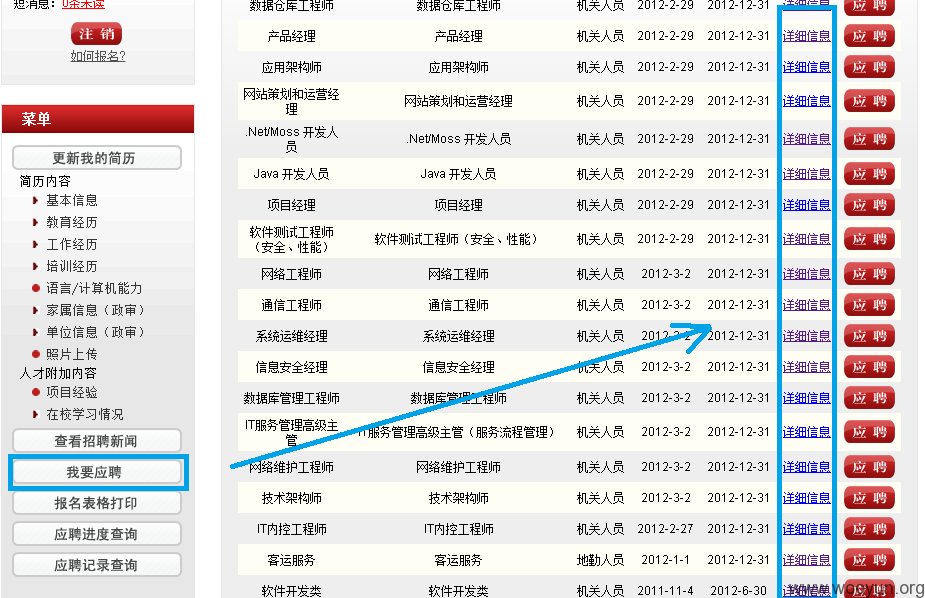 短消息：0条未读
注 销
如何报名?
菜单
更新我的简历
简历内容
基本信息
教育经历
工作经历
培训经历
语言/计算机能力
家属信息（政审）
单位信息（政审）
照片上传
人才附加内容
项目经验
在校学习情况
查看招聘新闻
我要应聘
报名表格打印
应聘进度查询
应聘记录查询
数据仓库工程师 数据仓库工程师 机关人员 2012-2-29 2012-12-31 详细信息 应 聘
产品经理 产品经理 机关人员 2012-2-29 2012-12-31 详细信息 应 聘
应用架构师 应用架构师 机关人员 2012-2-29 2012-12-31 详细信息 应 聘
网站策划和运营经
理 网站策划和运营经理 机关人员 2012-2-29 2012-12-31 详细信息 应 聘
.Net/Moss 开发人
员 .Net/Moss 开发人员 机关人员 2012-2-29 2012-12-31 详细信息 应 聘
Java 开发人员 Java 开发人员 机关人员 2012-2-29 2012-12-31 详细信息 应 聘
项目经理 项目经理 机关人员 2012-2-29 2012-12-31 详细信息 应 聘
软件测试工程师
（安全、性能） 软件测试工程师（安全、性能） 机关人员 2012-2-29 2012-12-31 详细信息 应 聘
网络工程师 网络工程师 机关人员 2012-3-2 2012-12-31 详细信息 应 聘
通信工程师 通信工程师 机关人员 2012-3-2 2012-12-31 详细信息 应 聘
系统运维经理 系统运维经理 机关人员 2012-3-2 2012-12-31 详细信息 应 聘
信息安全经理 信息安全经理 机关人员 2012-3-2 2012-12-31 详细信息 应 聘
数据库管理工程师 数据库管理工程师 机关人员 2012-3-2 2012-12-31 详细信息 应 聘
IT服务管理高级主
管 IT服务管理高级主管（服务流程管理） 机关人员 2012-3-2 2012-12-31 详细信息 应 聘
网络维护工程师 网络维护工程师 机关人员 2012-3-2 2012-12-31 详细信息 应 聘
技术架构师 技术架构师 机关人员 2012-3-2 2012-12-31 详细信息 应 聘
IT内控工程师 IT内控工程师 机关人员 2012-2-27 2012-12-31 详细信息 应 聘
客运服务 客运服务 地勤人员 2012-1-1 2012-12-31 详细信息 应 聘
软件开发类 软件开发类 机关人员 2011-11-4 2012-6-30 详细信息 应 聘
www.wooyun.org